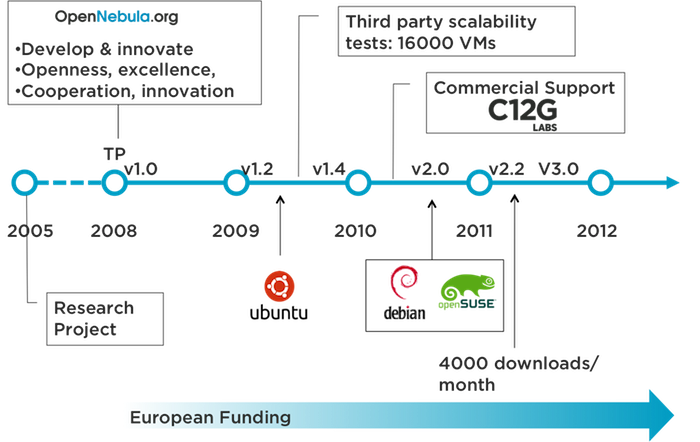 OpenNebula.org
•Develop & innovate
•Openness, excellence,
•Cooperation, innovation
Third party scalability
tests: 16000 VMs
Commercial Support
C12G
LABS
TP
v1.0
v1.2
v1.4
v2.0
v2.2
V3.0
2005
2008
2009
2010
2011
2012
Research
Project
ubuntu
debian
openSUSE
4000 downloads/
month
European Funding